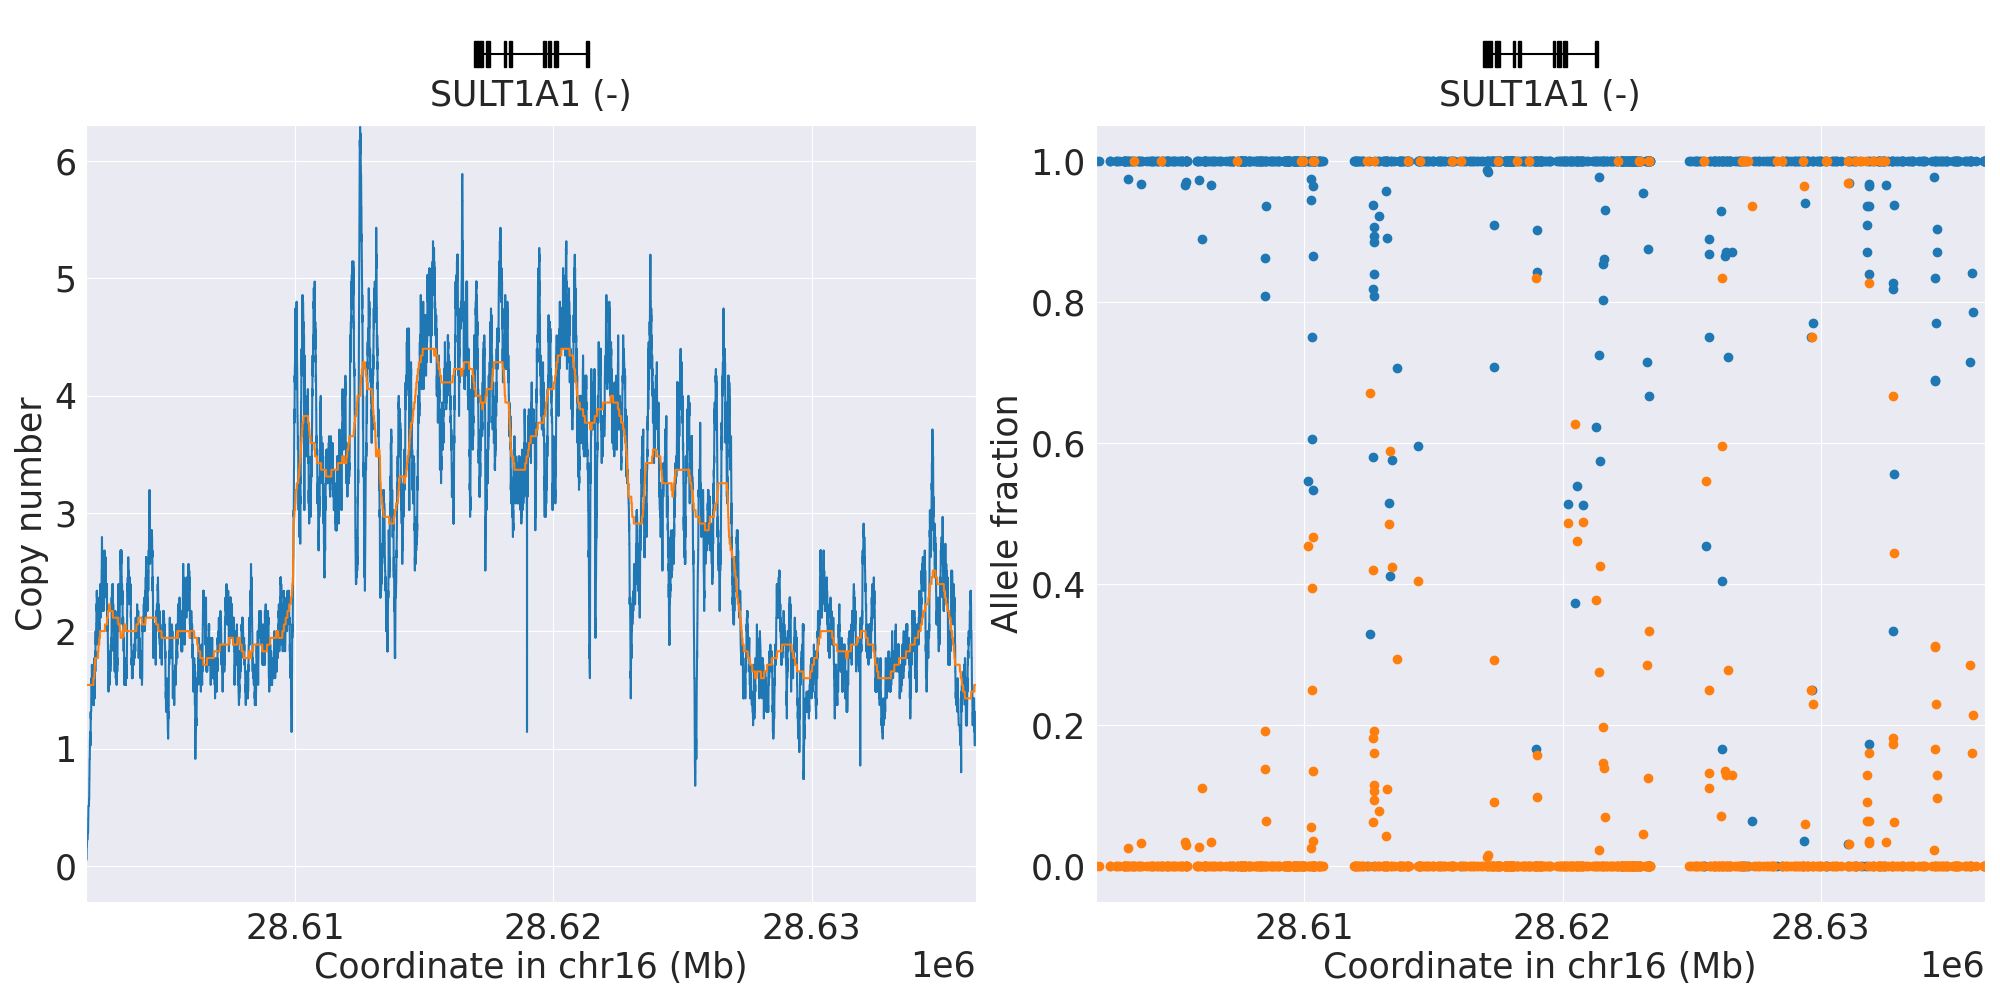 SULT1A1 (-)
Copy number
6
5
4
3
2
1
0
28.61
28.62
28.63
Coordinate in chr16 (Mb)
1e6
SULT1A1 (-)
Allele fraction
1.0
0.8
0.6
0.4
0.2
0.0
28.61
28.62
28.63
Coordinate in chr16 (Mb)
1e6